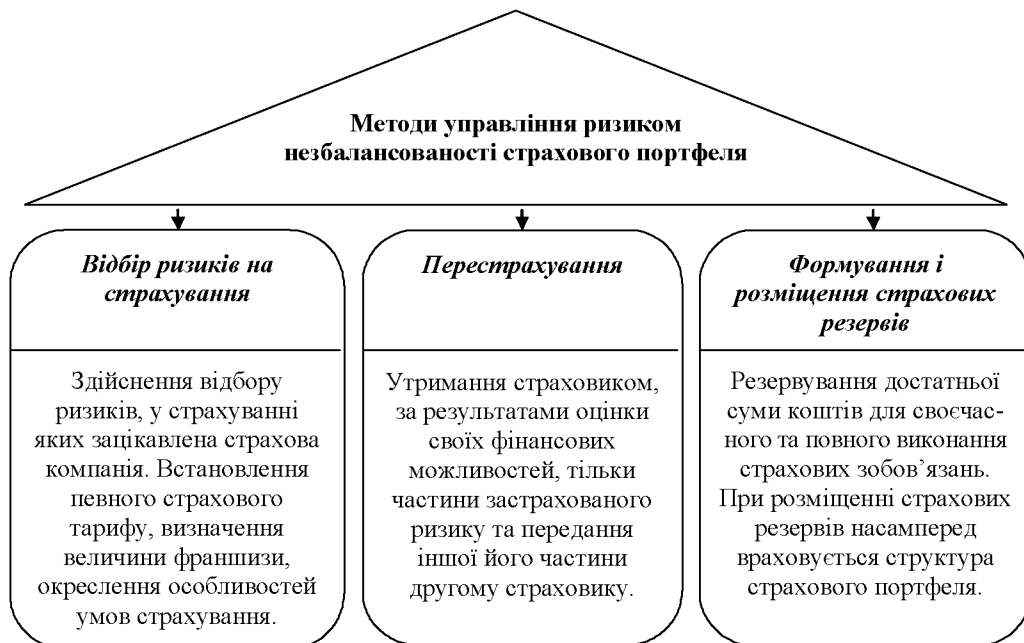 Методи управління ризиком
незбалансованості страхового портфеля
Відбір ризиків на
страхування
Здійснення відбору
ризиків, у страхуванні
яких зацікавлена страхова
компанія. Встановлення
певного страхового
тарифу, визначення
величини франшизи,
окреслення особливостей
умов страхування.
Перестрахування
Утримання страховиком,
за результатами оцінки
своїх фінансових
можливостей, тільки
частини застрахованого
ризику та передання
іншої його частини
другому страховику.
Формування і
розміщення страхових
резервів
Резервування достатньої
суми коштів для своєчас-
ного та повного виконання
страхових зобов’язань.
При розміщенні страхових
резервів насамперед
враховується структура
страхового портфеля.